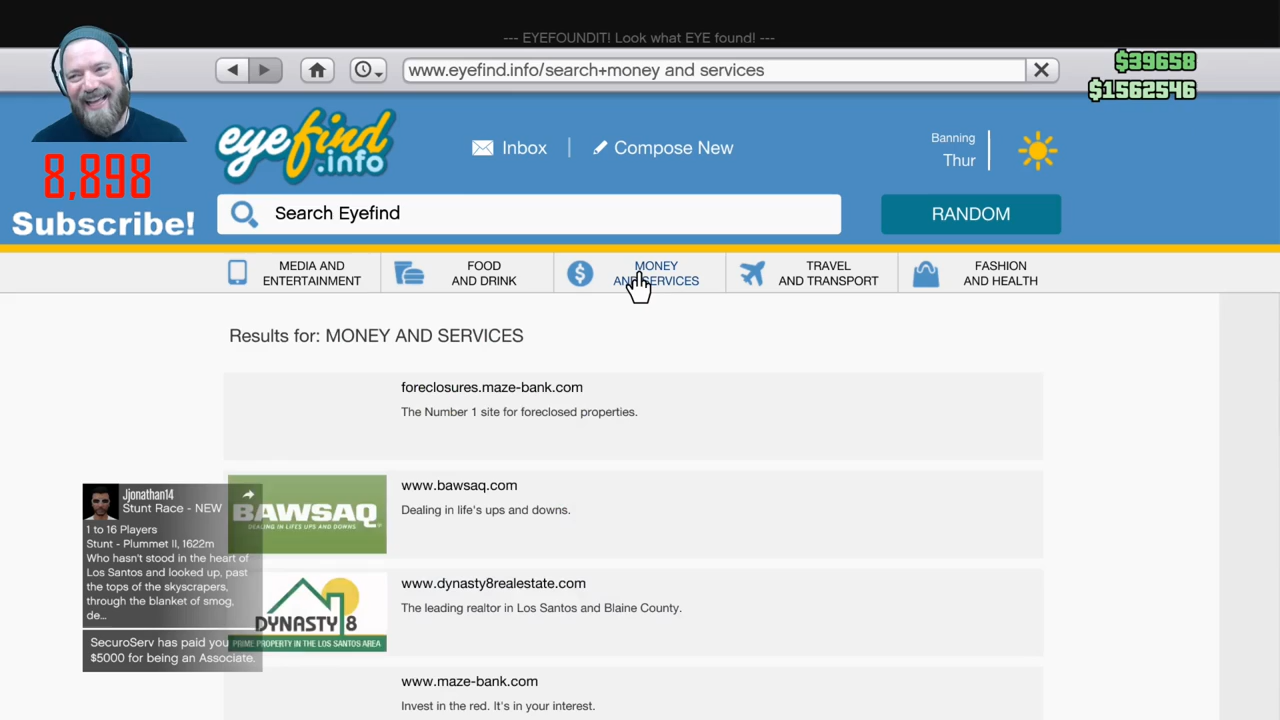 --- EYEFOUNDIT! Look what EYE found! ---
www.eyefind.info/search+money and services
$39658
$1562546
eyefind.info
Inbox
Compose New
Banning
Thur
8,898
Subscribe!
Search Eyefind
RANDOM
MEDIA AND
ENTERTAINMENT
FOOD
AND DRINK
MONEY
AND SERVICES
TRAVEL
AND TRANSPORT
FASHION
AND HEALTH
Results for: MONEY AND SERVICES
foreclosures.maze-bank.com
The Number 1 site for foreclosed properties.
BAWSAQ
DEALING IN LIFE'S UPS AND DOWNS
www.bawsaq.com
Dealing in life's ups and downs.
Jjonathan14
Stunt Race - NEW
1 to 16 Players
Stunt - Plummet II, 1622m
Who hasn't stood in the heart of
Los Santos and looked up, past
the tops of the skyscrapers,
through the blanket of smog,
de...
SecuroServ has paid you
$5000 for being an Associate.
DYNASTY 8
PRIME PROPERTY IN THE LOS SANTOS AREA
www.dynasty8realestate.com
The leading realtor in Los Santos and Blaine County.
www.maze-bank.com
Invest in the red. It's in your interest.